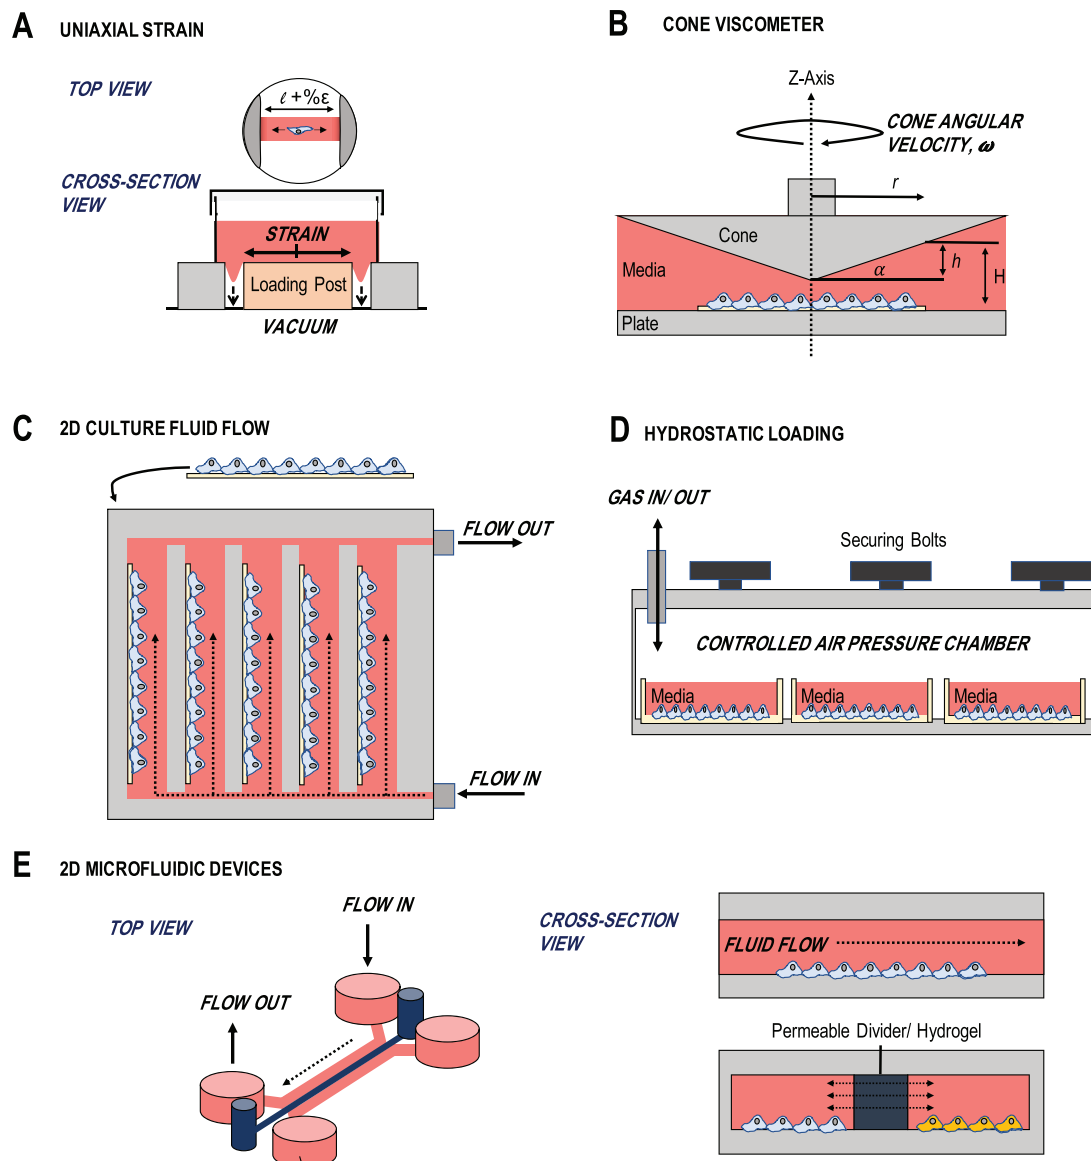 A UNIAXIAL STRAIN
TOP VIEW
ℓ +%ε
CROSS-SECTION
VIEW
STRAIN
Loading Post
VACUUM
B CONE VISCOMETER
Z-Axis
CONE ANGULAR
VELOCITY, ω
r
Cone
Media
α
h
H
Plate
C 2D CULTURE FLUID FLOW
FLOW OUT
FLOW IN
D HYDROSTATIC LOADING
GAS IN/ OUT
Securing Bolts
CONTROLLED AIR PRESSURE CHAMBER
Media
Media
Media
E 2D MICROFLUIDIC DEVICES
TOP VIEW
FLOW IN
FLOW OUT
CROSS-SECTION
VIEW
FLUID FLOW
Permeable Divider/ Hydrogel